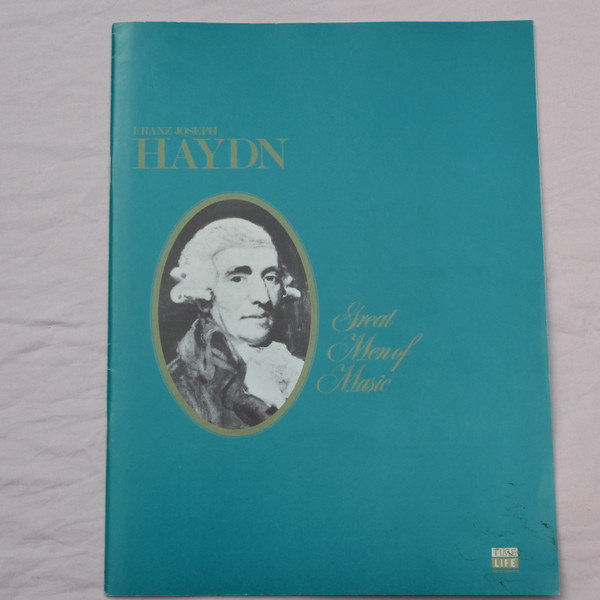 FRANZ JOSEPH
HAYDN
Great
Men of
Music
TIME
LIFE